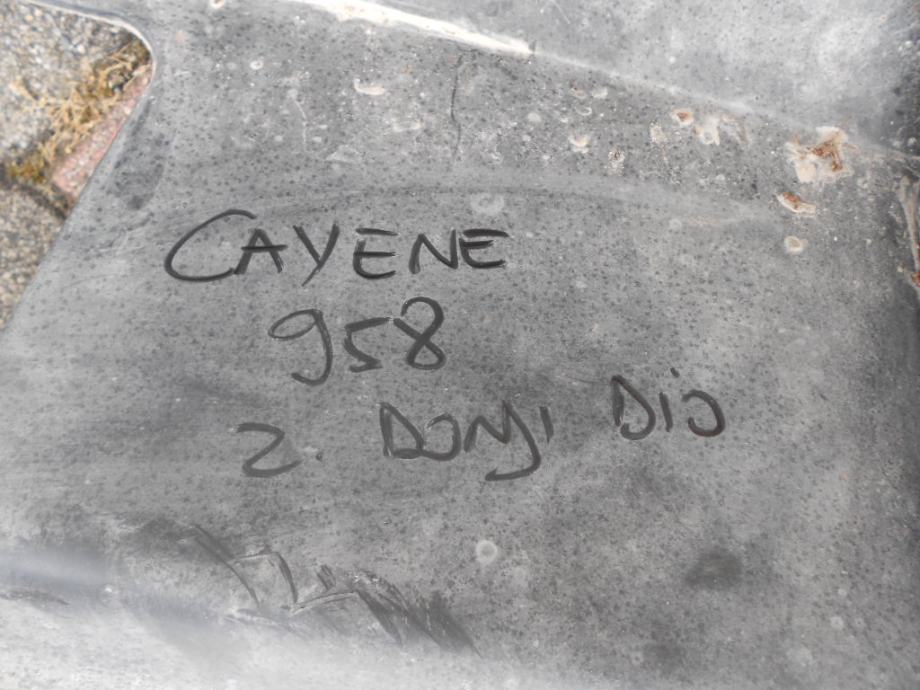 CAYENE
958
Z. DONJI DIO